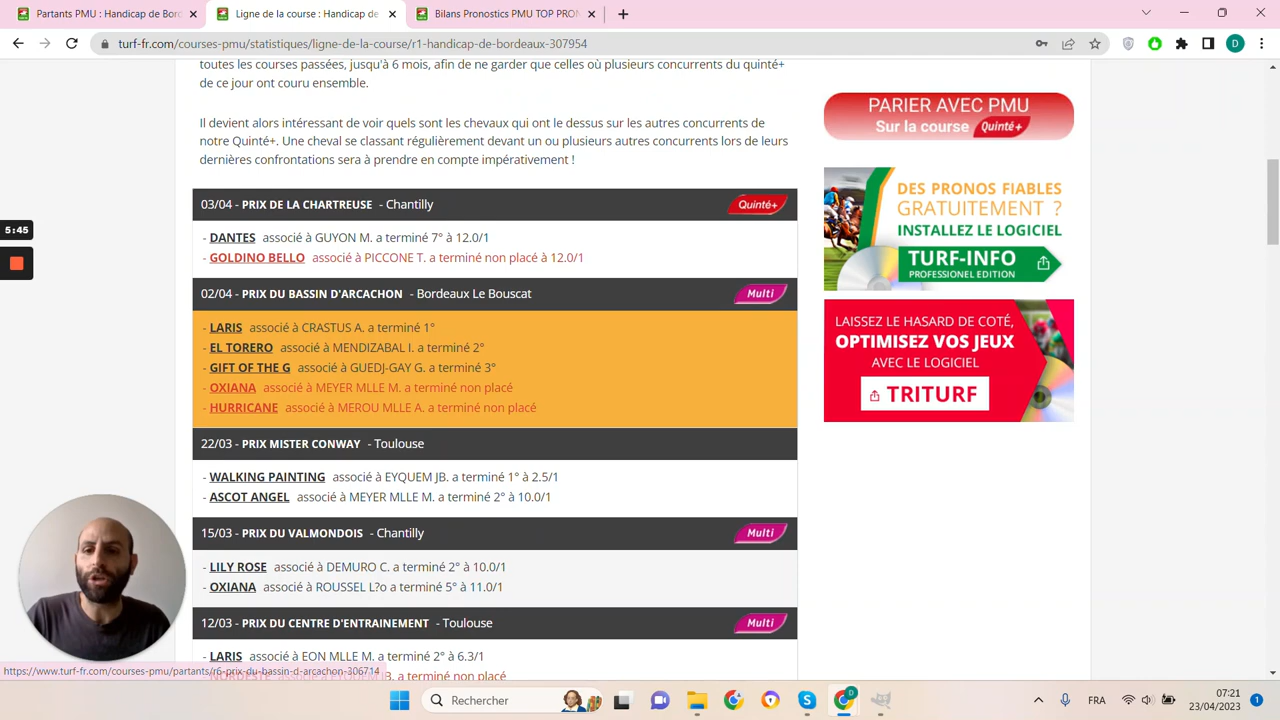 Partants PMU : Handicap de Bord
Ligne de la course : Handicap de
Bilans Pronostics PMU TOP PRON
turf-fr.com/courses-pmu/statistiques/ligne-de-la-course/r1-handicap-de-bordeaux-307954
D
toutes les courses passées, jusqu'à 6 mois, afin de ne garder que celles où plusieurs concurrents du quinté+
de ce jour ont couru ensemble.
Il devient alors intéressant de voir quels sont les chevaux qui ont le dessus sur les autres concurrents de
notre Quinté+. Une cheval se classant régulièrement devant un ou plusieurs autres concurrents lors de leurs
dernières confrontations sera à prendre en compte impérativement !
03/04 - PRIX DE LA CHARTREUSE - Chantilly
Quinté+
- DANTES associé à GUYON M. a terminé 7° à 12.0/1
- GOLDINO BELLO associé à PICCONE T. a terminé non placé à 12.0/1
02/04 - PRIX DU BASSIN D'ARCACHON - Bordeaux Le Bouscat
Multi
- LARIS associé à CRASTUS A. a terminé 1°
- EL TORERO associé à MENDIZABAL I. a terminé 2°
- GIFT OF THE G associé à GUEDJ-GAY G. a terminé 3°
- OXIANA associé à MEYER MLLE M. a terminé non placé
- HURRICANE associé à MEROU MLLE A. a terminé non placé
22/03 - PRIX MISTER CONWAY - Toulouse
- WALKING PAINTING associé à EYQUEM JB. a terminé 1° à 2.5/1
- ASCOT ANGEL associé à MEYER MLLE M. a terminé 2° à 10.0/1
15/03 - PRIX DU VALMONDOIS - Chantilly
Multi
- LILY ROSE associé à DEMURO C. a terminé 2° à 10.0/1
- OXIANA associé à ROUSSEL L?o a terminé 5° à 11.0/1
12/03 - PRIX DU CENTRE D'ENTRAINEMENT - Toulouse
Multi
- LARIS associé à EON MLLE M. a terminé 2° à 6.3/1
- NORDESTE associé à EYQUEM JB. a terminé non placé
PARIER AVEC PMU
Sur la course Quinté+
DES PRONOS FIABLES
GRATUITEMENT ?
INSTALLEZ LE LOGICIEL
TURF-INFO
PROFESSIONEL EDITION
LAISSEZ LE HASARD DE COTÉ,
OPTIMISEZ VOS JEUX
AVEC LE LOGICIEL
TRITURF
5:45
https://www.turf-fr.com/courses-pmu/partants/r6-prix-du-bassin-d-arcachon-306714
Rechercher
D
FRA
07:21
23/04/2023
1